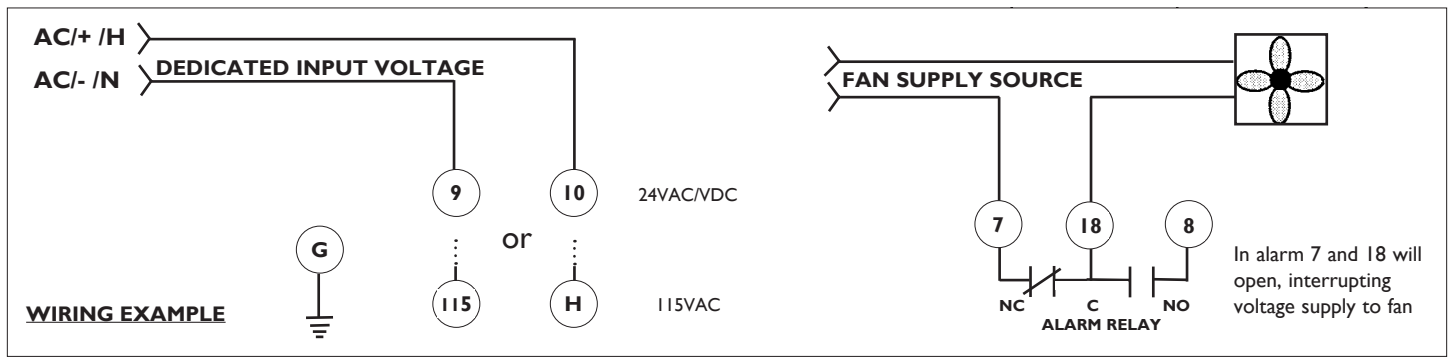 AC/+ /H
AC/- /N
DEDICATED INPUT VOLTAGE
FAN SUPPLY SOURCE
9
10
24VAC/VDC
7
18
8
G
or
115
H
115VAC
In alarm 7 and 18 will
open, interrupting
voltage supply to fan
NC
C
NO
ALARM RELAY
WIRING EXAMPLE